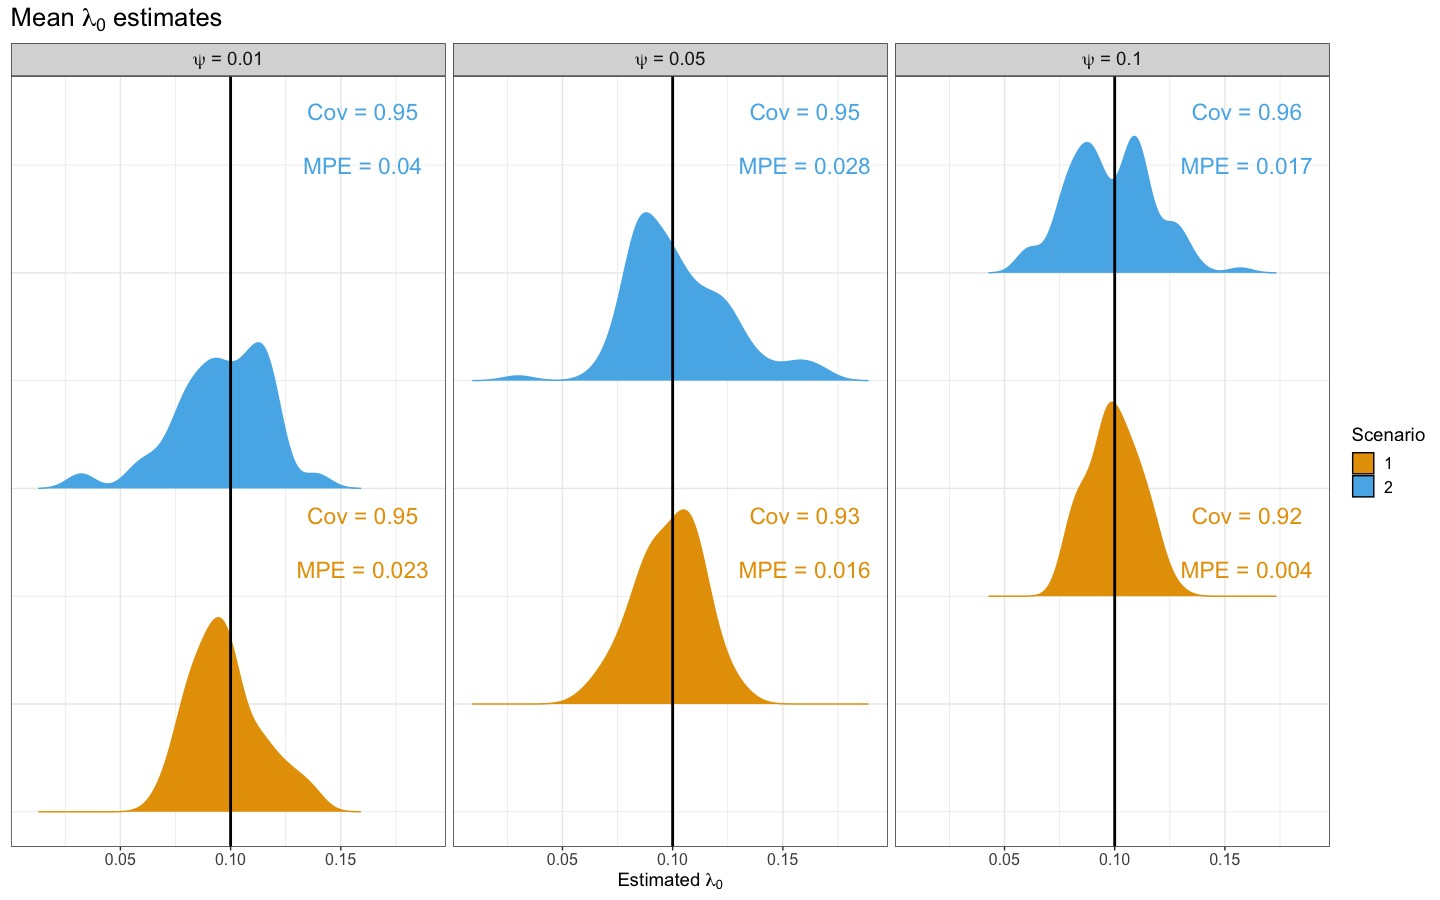 Mean λ0 estimates
ψ = 0.01
Cov = 0.95
MPE = 0.04
Cov = 0.95
MPE = 0.023
0.05 0.10 0.15
ψ = 0.05
Cov = 0.95
MPE = 0.028
Cov = 0.93
MPE = 0.016
0.05 0.10 0.15
ψ = 0.1
Cov = 0.96
MPE = 0.017
Cov = 0.92
MPE = 0.004
0.05 0.10 0.15
Estimated λ0
Scenario
1
2